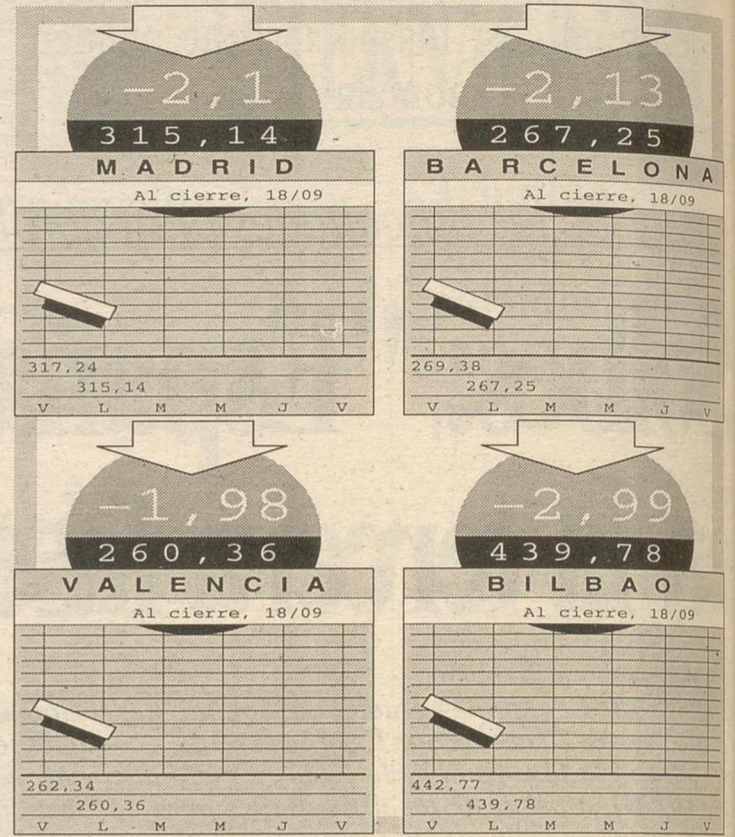 -2,1
315,14
MADRID
Al cierre, 18/09
317,24
315,14
V L M M J V
-2,13
267,25
BARCELONA
Al cierre, 18/09
269,38
267,25
V L M M J V
-1,98
260,36
VALENCIA
Al cierre, 18/09
262,34
260,36
V L M M J V
-2,99
439,78
BILBAO
Al cierre, 18/09
442,77
439,78
V L M M J V